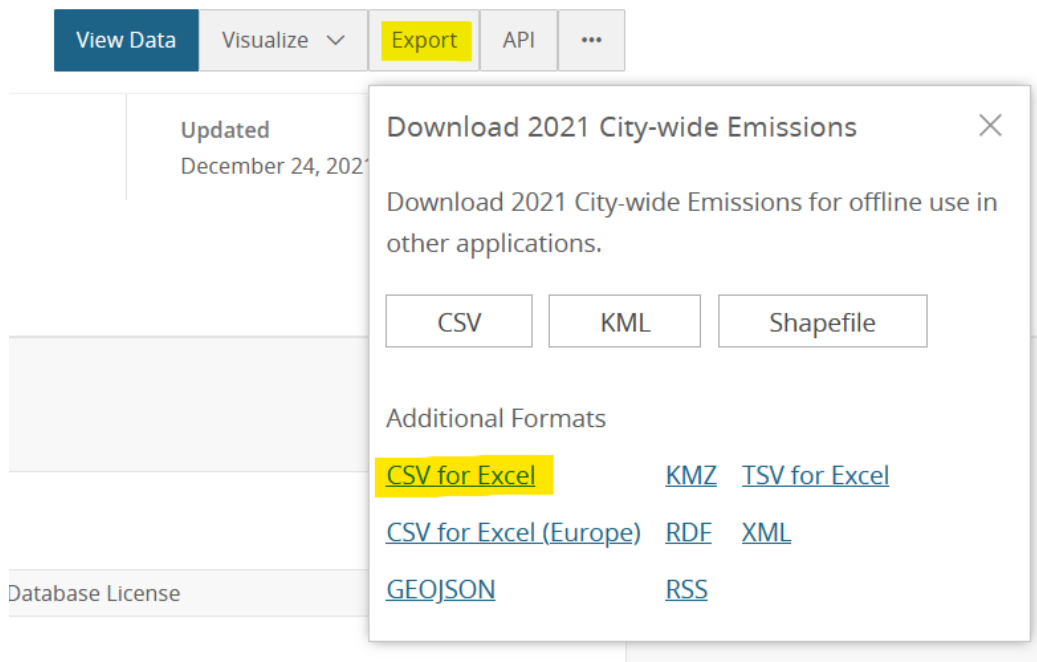 View Data Visualize Export API •••
Updated
December 24, 202
Download 2021 City-wide Emissions
Download 2021 City-wide Emissions for offline use in
other applications.
CSV KML Shapefile
Additional Formats
CSV for Excel KMZ TSV for Excel
CSV for Excel (Europe) RDF XML
GEOJSON RSS
Database License